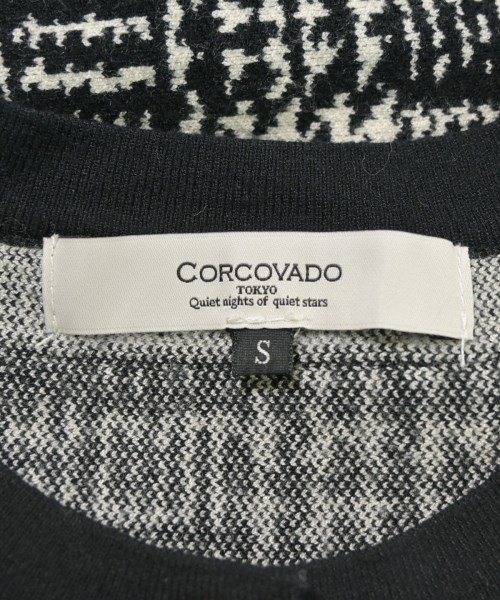 CORCOVADO
TOKYO
Quiet nights of quiet stars
S